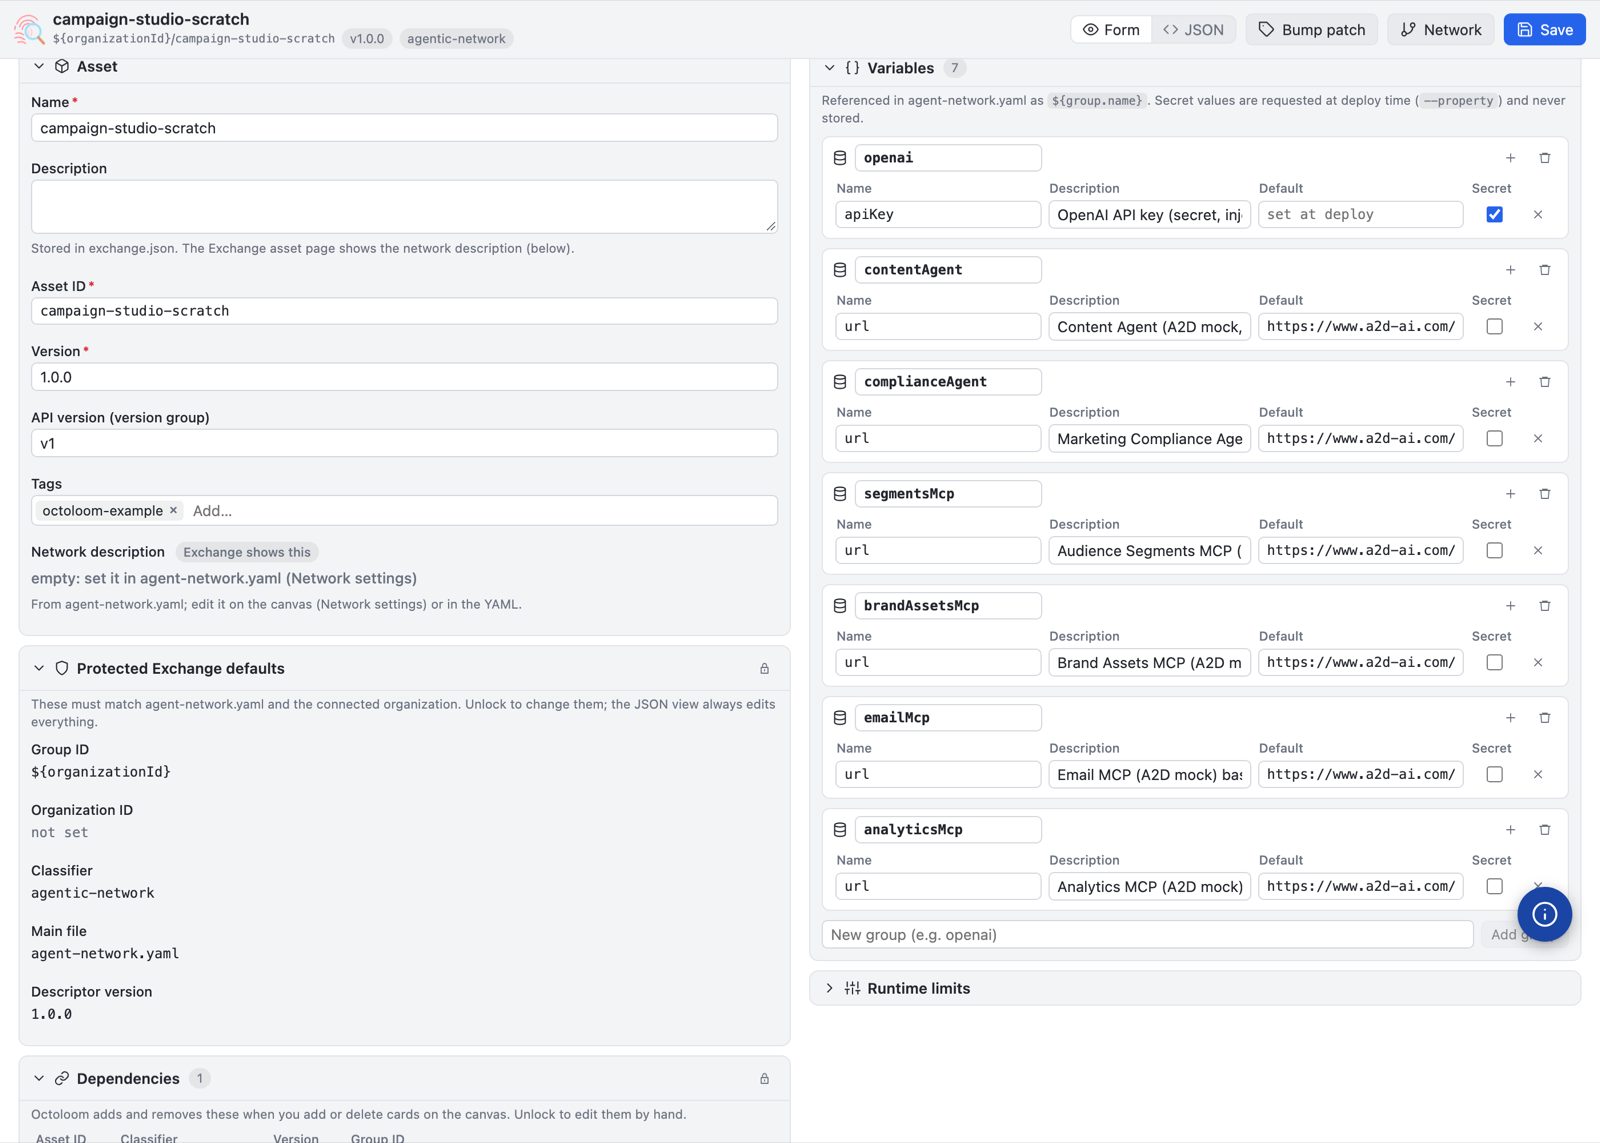 campaign-studio-scratch
${organizationId}/campaign-studio-scratch
v1.0.0
agentic-network
Form
<> JSON
Bump patch
Network
Save
Asset
Name*
campaign-studio-scratch
Description
Stored in exchange.json. The Exchange asset page shows the network description (below).
Asset ID*
campaign-studio-scratch
Version*
1.0.0
API version (version group)
v1
Tags
octoloom-example ×
Add...
Network description
Exchange shows this
empty: set it in agent-network.yaml (Network settings)
From agent-network.yaml; edit it on the canvas (Network settings) or in the YAML.
Protected Exchange defaults
These must match agent-network.yaml and the connected organization. Unlock to change them; the JSON view always edits
everything.
Group ID
${organizationId}
Organization ID
not set
Classifier
agentic-network
Main file
agent-network.yaml
Descriptor version
1.0.0
Dependencies 1
Octoloom adds and removes these when you add or delete cards on the canvas. Unlock to edit them by hand.
Asset ID Classifier Version Group ID
{} Variables 7
Referenced in agent-network.yaml as ${group.name}. Secret values are requested at deploy time (--property) and never
stored.
openai
Name Description Default Secret
apiKey OpenAI API key (secret, inj set at deploy
contentAgent
Name Description Default Secret
url Content Agent (A2D mock, https://www.a2d-ai.com/
complianceAgent
Name Description Default Secret
url Marketing Compliance Age https://www.a2d-ai.com/
segmentsMcp
Name Description Default Secret
url Audience Segments MCP ( https://www.a2d-ai.com/
brandAssetsMcp
Name Description Default Secret
url Brand Assets MCP (A2D m https://www.a2d-ai.com/
emailMcp
Name Description Default Secret
url Email MCP (A2D mock) bas https://www.a2d-ai.com/
analyticsMcp
Name Description Default Secret
url Analytics MCP (A2D mock) https://www.a2d-ai.com/
New group (e.g. openai)
Add
Runtime limits